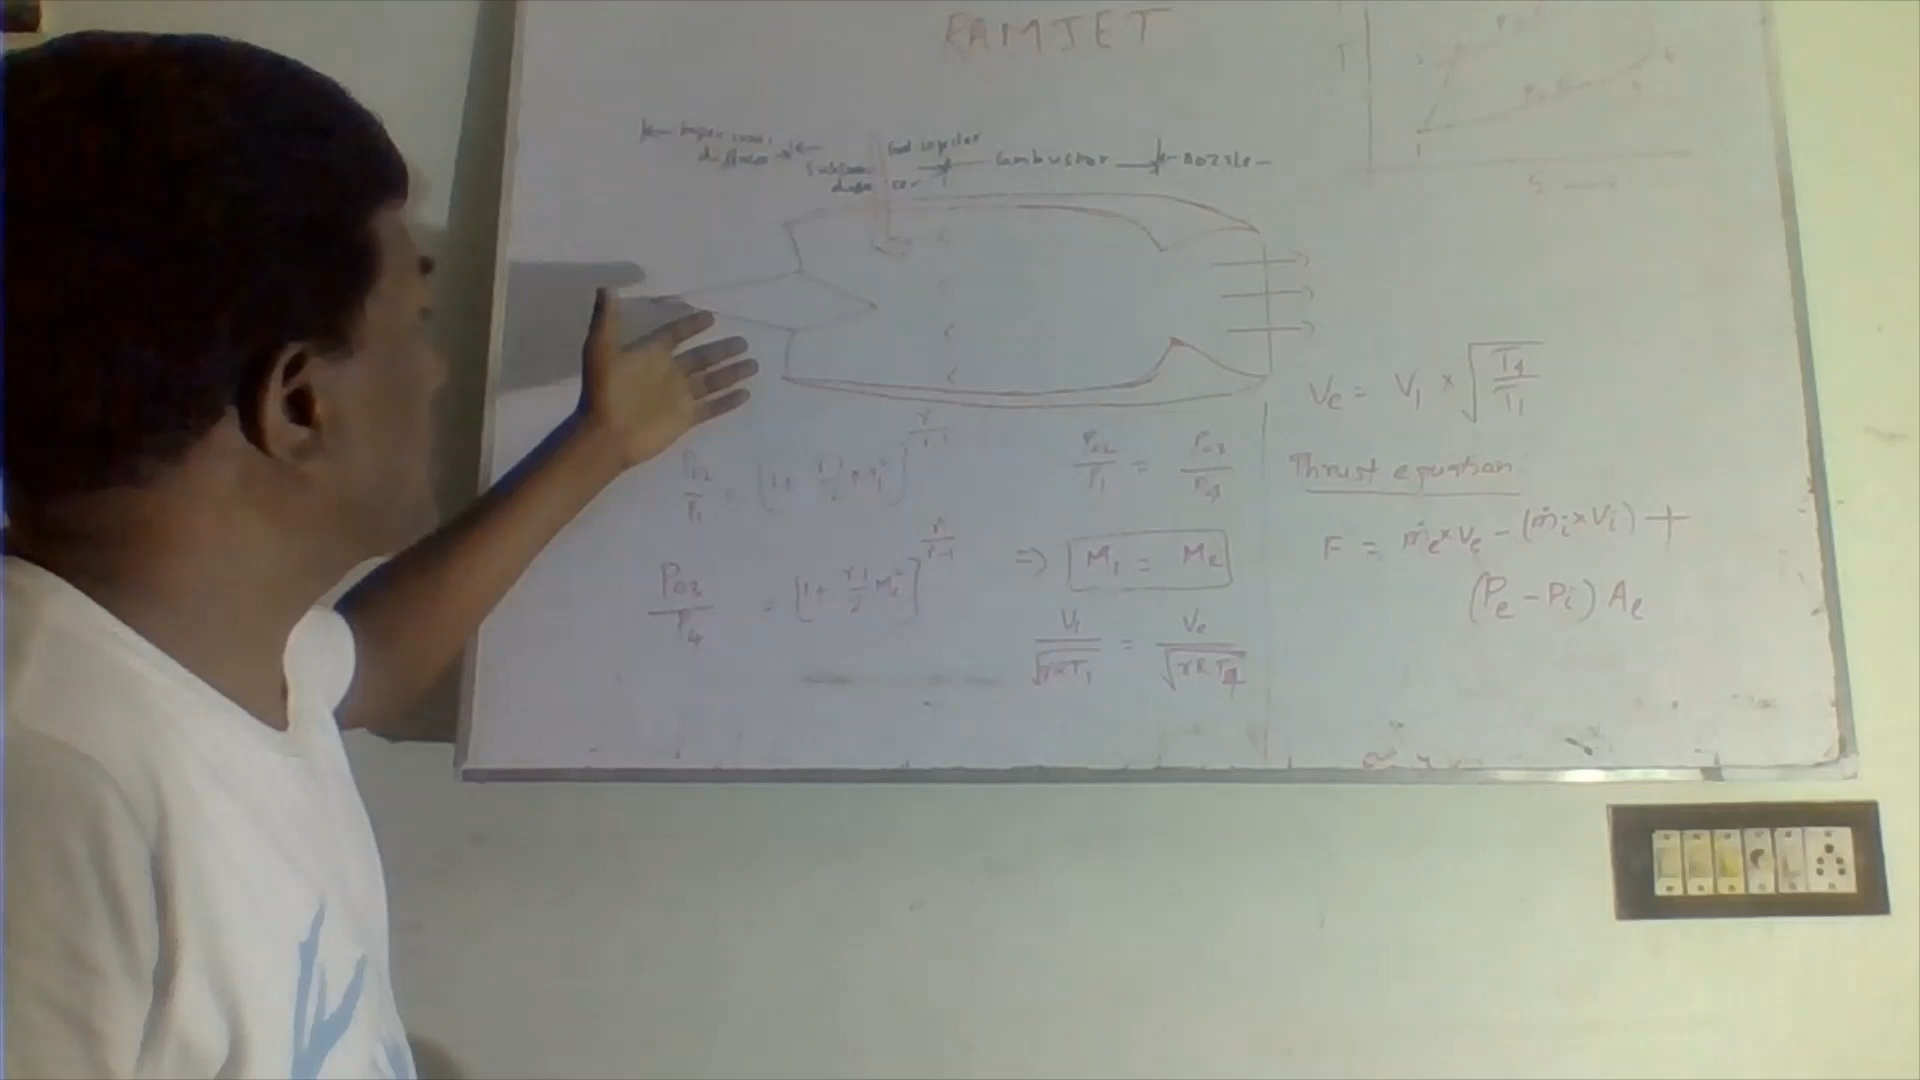 RAMJET
T
S
1
Supersonic
diffuser
Subsonic
diffuser
Fuel injector
Combustor
nozzle
P₀₂/P₁ = [1 + (γ-1)/2 M₁²]^(γ/(γ-1))
P₀₂/P₄ = [1 + (γ-1)/2 Mₑ²]^(γ/(γ-1))
P₀₂/P₁ = P₀₂/P₄
⇒ M₁ = Mₑ
V₁/√(γRT₁) = Vₑ/√(γRT₄)
Vₑ = V₁ × √(T₄/T₁)
Thrust equation
F = ṁₑ×Vₑ - (ṁᵢ×Vᵢ) +
(Pₑ - Pᵢ) Aₑ